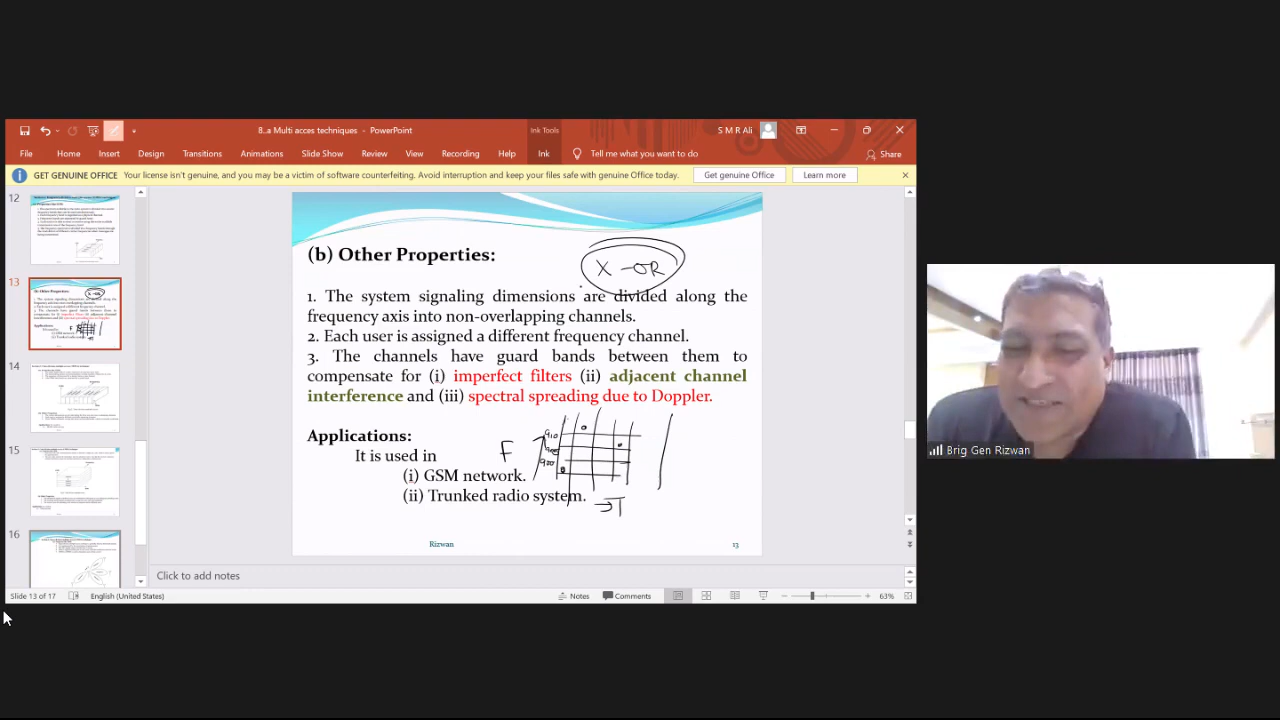 8..a Multi acces techniques - PowerPoint
Ink Tools
S M R Ali
File Home Insert Design Transitions Animations Slide Show Review View Recording Help Ink Tell me what you want to do Share
GET GENUINE OFFICE Your license isn't genuine, and you may be a victim of software counterfeiting. Avoid interruption and keep your files safe with genuine Office today. Get genuine Office Learn more
12
13
14
15
16
(b) Other Properties:
X-OR
1. The system signaling dimensions are divided along the
frequency axis into non-overlapping channels.
2. Each user is assigned a different frequency channel.
3. The channels have guard bands between them to
compensate for (i) imperfect filters (ii) adjacent channel
interference and (iii) spectral spreading due to Doppler.
Applications:
It is used in
(i) GSM network.
(ii) Trunked radio system.
F
910
900
T
Rizwan
13
Click to add notes
Slide 13 of 17 English (United States) Notes Comments 63%
Brig Gen Rizwan